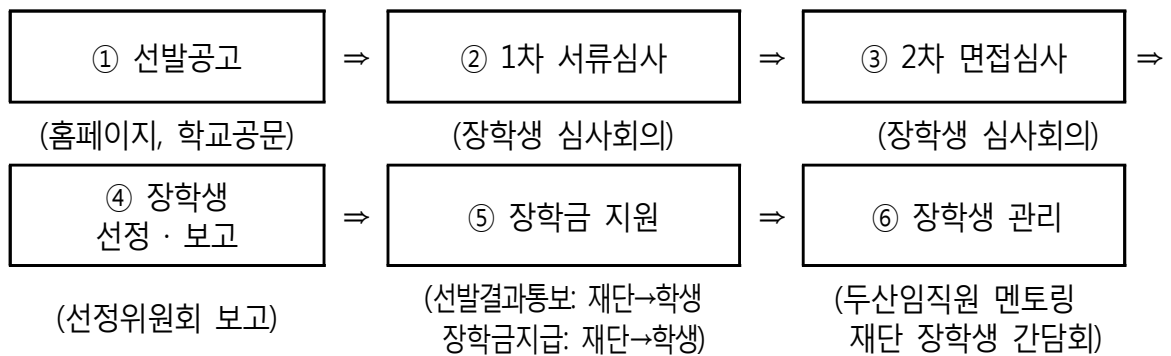 ① 선발공고 ⇒ ② 1차 서류심사 ⇒ ③ 2차 면접심사 ⇒
(홈페이지, 학교공문) (장학생 심사회의) (장학생 심사회의)
④ 장학생
선정 · 보고 ⇒ ⑤ 장학금 지원 ⇒ ⑥ 장학생 관리
(선정위원회 보고)
(선발결과통보: 재단→학생
장학금지급: 재단→학생)
(두산임직원 멘토링
재단 장학생 간담회)